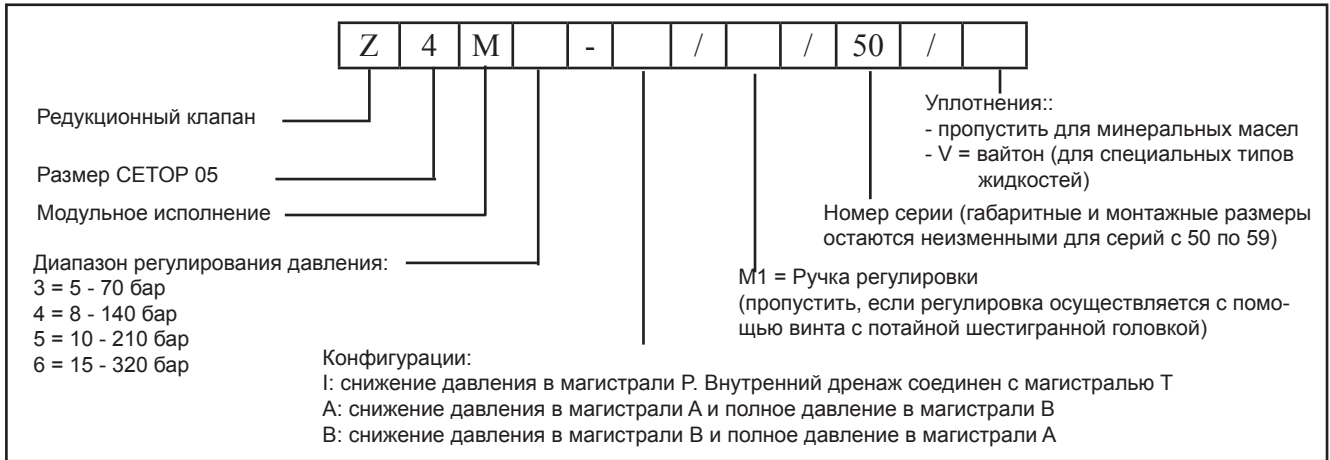 Z 4 M - / / 50 /
Редукционный клапан
Размер CETOP 05
Модульное исполнение
Диапазон регулирования давления:
3 = 5 - 70 бар
4 = 8 - 140 бар
5 = 10 - 210 бар
6 = 15 - 320 бар
Уплотнения::
- пропустить для минеральных масел
- V = вайтон (для специальных типов
жидкостей)
Номер серии (габаритные и монтажные размеры
остаются неизменными для серий с 50 по 59)
M1 = Ручка регулировки
(пропустить, если регулировка осуществляется с помо-
щью винта с потайной шестигранной головкой)
Конфигурации:
I: снижение давления в магистрали P. Внутренний дренаж соединен с магистралью T
A: снижение давления в магистрали A и полное давление в магистрали B
B: снижение давления в магистрали B и полное давление в магистрали A